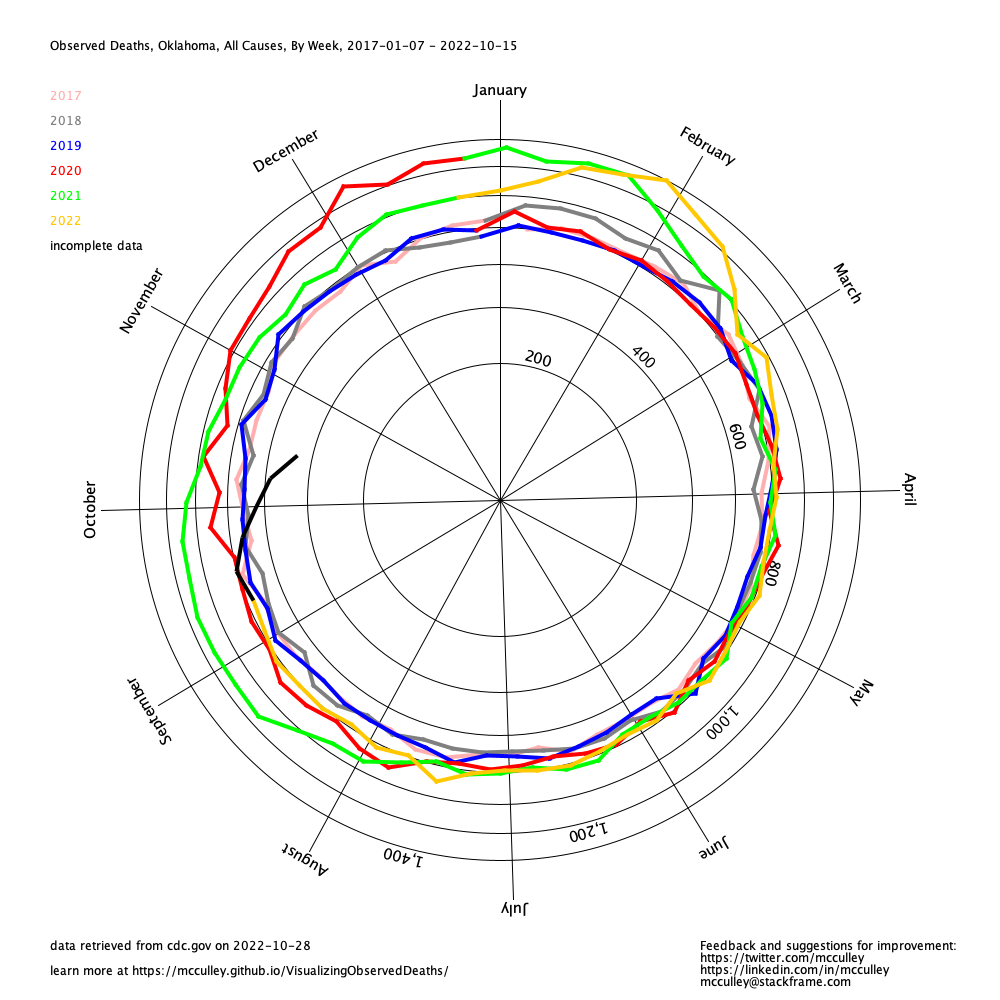 Observed Deaths, Oklahoma, All Causes, By Week, 2017-01-07 - 2022-10-15
January
2017
2018
2019
2020
2021
2022
incomplete data
December
February
November
March
200
400
600
October
April
800
September
May
1,000
August
1,400
1,200
June
July
data retrieved from cdc.gov on 2022-10-28
learn more at https://mcculley.github.io/VisualizingObservedDeaths/
Feedback and suggestions for improvement:
https://twitter.com/mcculley
https://linkedin.com/in/mcculley
mcculley@stackframe.com